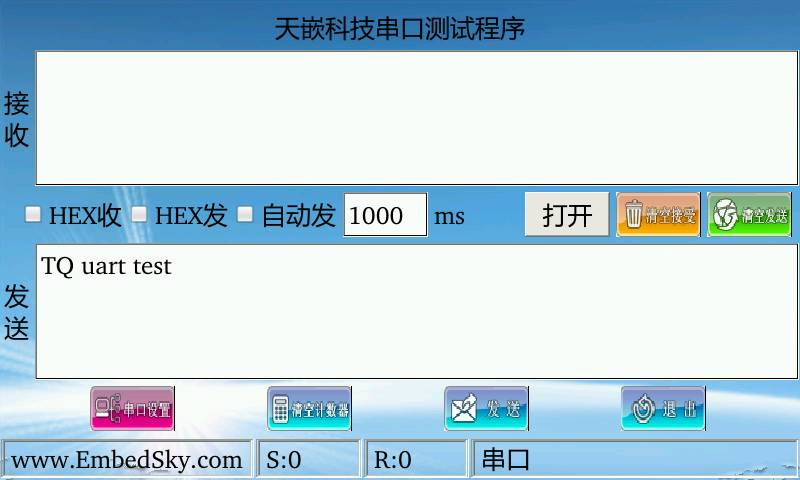 天嵌科技串口测试程序
接收
HEX收 HEX发 自动发 1000 ms 打开 清空接受 清空发送
TQ uart test
发送
串口设置 清空计数器 发送 退出
www.EmbedSky.com S:0 R:0 串口